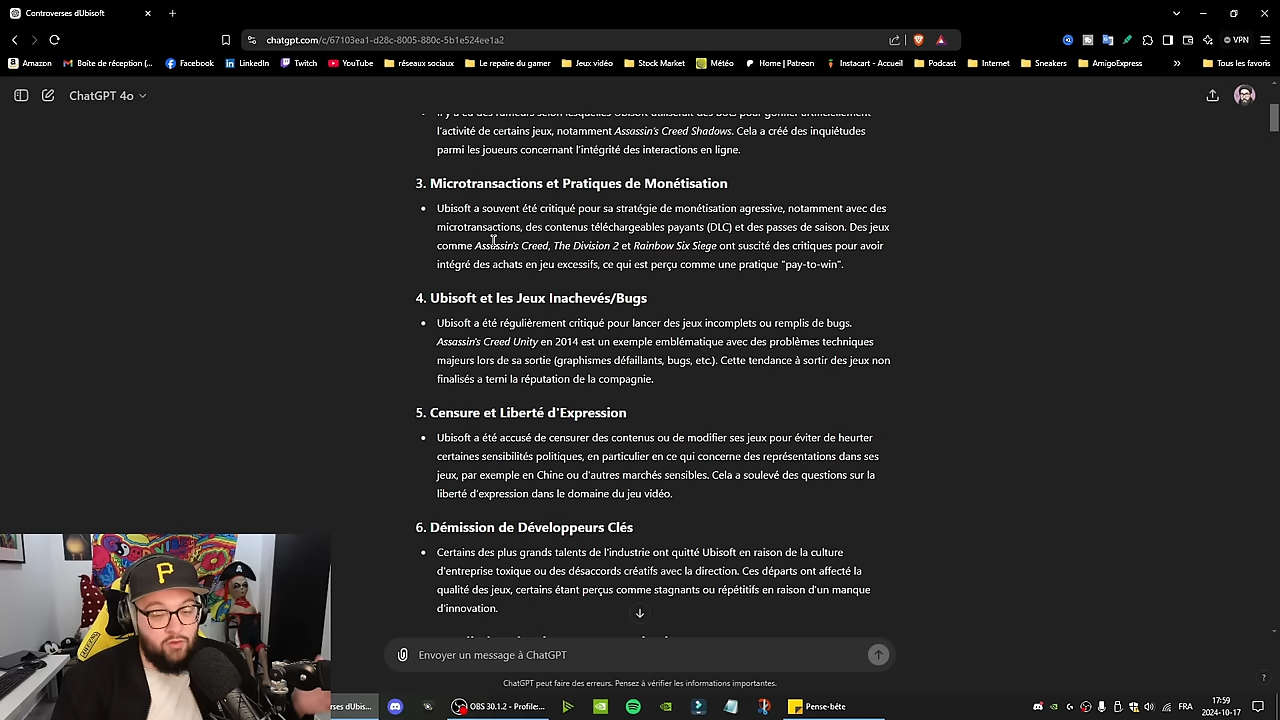 Controverses dUbisoft
chatgpt.com/c/67103ea1-d28c-8005-880c-5b1e524ee1a2
VPN
Amazon
Boîte de réception (...
Facebook
LinkedIn
Twitch
YouTube
réseaux sociaux
Le repaire du gamer
Jeux vidéo
Stock Market
Météo
Home | Patreon
Instacart - Accueil
Podcast
Internet
Sneakers
AmigoExpress
Tous les favoris
ChatGPT 4o
Il y a eu des rumeurs selon lesquelles Ubisoft utiliserait des bots pour gonfler artificiellement
l'activité de certains jeux, notamment Assassin's Creed Shadows. Cela a créé des inquiétudes
parmi les joueurs concernant l'intégrité des interactions en ligne.
3. Microtransactions et Pratiques de Monétisation
• Ubisoft a souvent été critiqué pour sa stratégie de monétisation agressive, notamment avec des
microtransactions, des contenus téléchargeables payants (DLC) et des passes de saison. Des jeux
comme Assassin's Creed, The Division 2 et Rainbow Six Siege ont suscité des critiques pour avoir
intégré des achats en jeu excessifs, ce qui est perçu comme une pratique "pay-to-win".
4. Ubisoft et les Jeux Inachevés/Bugs
• Ubisoft a été régulièrement critiqué pour lancer des jeux incomplets ou remplis de bugs.
Assassin's Creed Unity en 2014 est un exemple emblématique avec des problèmes techniques
majeurs lors de sa sortie (graphismes défaillants, bugs, etc.). Cette tendance à sortir des jeux non
finalisés a terni la réputation de la compagnie.
5. Censure et Liberté d'Expression
• Ubisoft a été accusé de censurer des contenus ou de modifier ses jeux pour éviter de heurter
certaines sensibilités politiques, en particulier en ce qui concerne des représentations dans ses
jeux, par exemple en Chine ou d'autres marchés sensibles. Cela a soulevé des questions sur la
liberté d'expression dans le domaine du jeu vidéo.
6. Démission de Développeurs Clés
• Certains des plus grands talents de l'industrie ont quitté Ubisoft en raison de la culture
d'entreprise toxique ou des désaccords créatifs avec la direction. Ces départs ont affecté la
qualité des jeux, certains étant perçus comme stagnants ou répétitifs en raison d'un manque
d'innovation.
Envoyer un message à ChatGPT
ChatGPT peut faire des erreurs. Pensez à vérifier les informations importantes.
?
P
rses dUbis...
OBS 30.1.2 - Profile:...
Pense-bête
FRA
17:59
2024-10-17